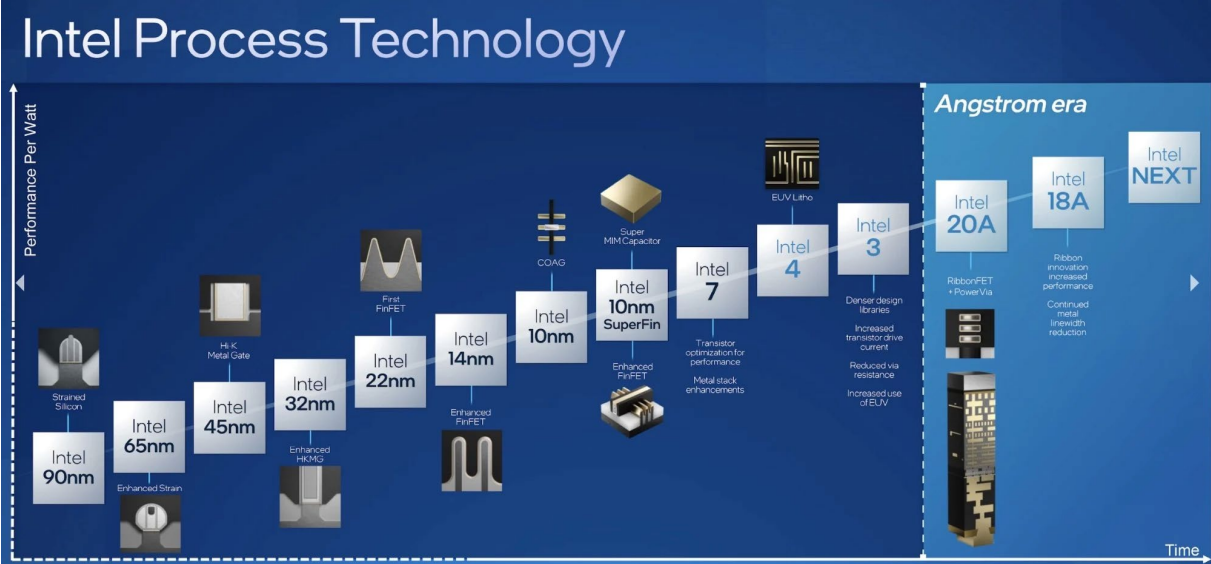 Intel Process Technology
Performance Per Watt
Strained
Silicon
Intel
90nm
Intel
65nm
Enhanced Strain
Hi K
Metal Gate
Intel
45nm
Intel
32nm
Enhanced
HKMG
First
FinFET
Intel
22nm
Intel
14nm
Enhanced
FinFET
COAG
Intel
10nm
Super
MIM Capacitor
Intel
10nm
SuperFin
Enhanced
FinFET
Intel
7
Transistor
optimization for
performance
Metal stack
enhancements
EUV Litho
Intel
4
Intel
3
Denser design
libraries
Increased
transistor drive
current
Reduced via
resistance
Increased use
of EUV
Angstrom era
Intel
20A
RibbonFET
+ PowerVia
Intel
18A
Ribbon
innovation
increased
performance
Continued
metal
linewidth
reduction
Intel
NEXT
Time